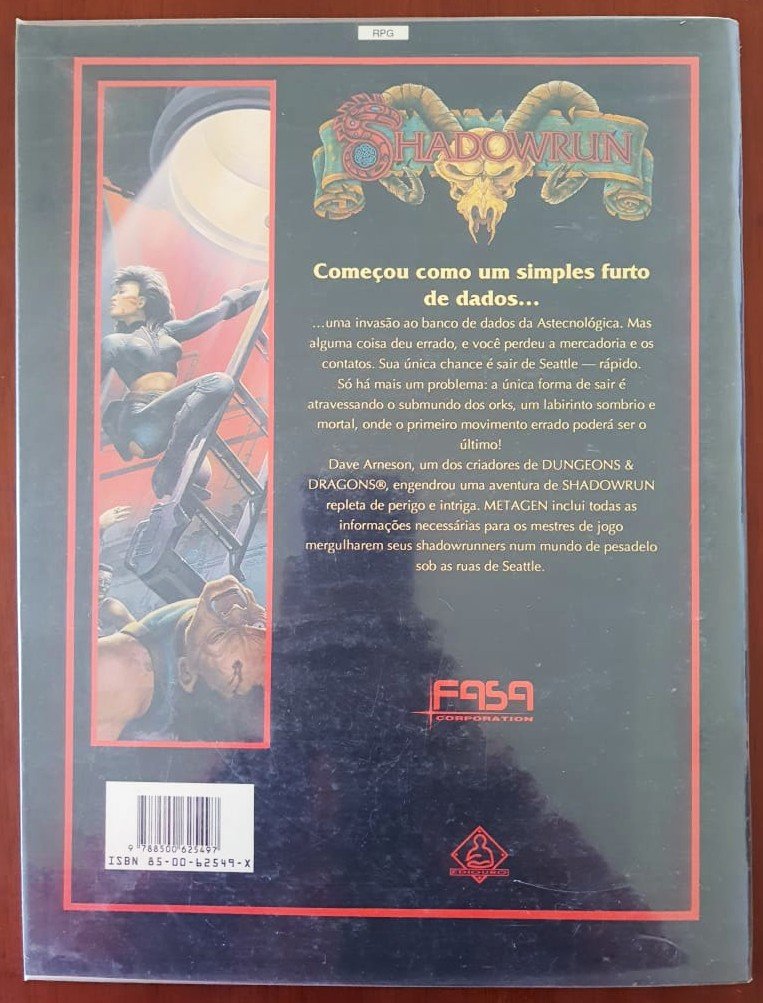 RPG
SHADOWRUN
Começou como um simples furto
de dados...
...uma invasão ao banco de dados da Astecnológica. Mas
alguma coisa deu errado, e você perdeu a mercadoria e os
contatos. Sua única chance é sair de Seattle — rápido.
Só há mais um problema: a única forma de sair é
atravessando o submundo dos orks, um labirinto sombrio e
mortal, onde o primeiro movimento errado poderá ser o
último!
Dave Arneson, um dos criadores de DUNGEONS &
DRAGONS®, engendrou uma aventura de SHADOWRUN
repleta de perigo e intriga. METAGEN inclui todas as
informações necessárias para os mestres de jogo
mergulharem seus shadowrunners num mundo de pesadelo
sob as ruas de Seattle.
FASA
CORPORATION
9 788500 625497
ISBN 85-00-62549-X
EDIOURO